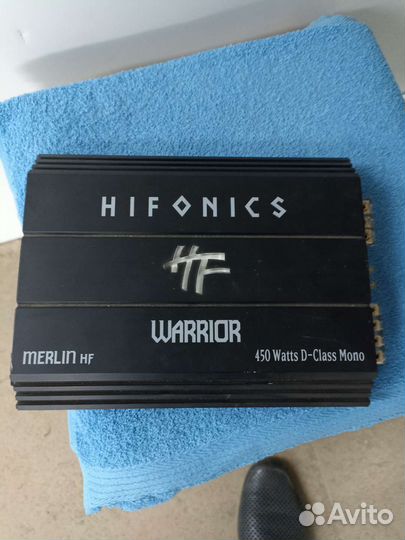 HIFONICS
HF
WARRIOR
MERLIN HF
450 Watts D-Class Mono
Avito